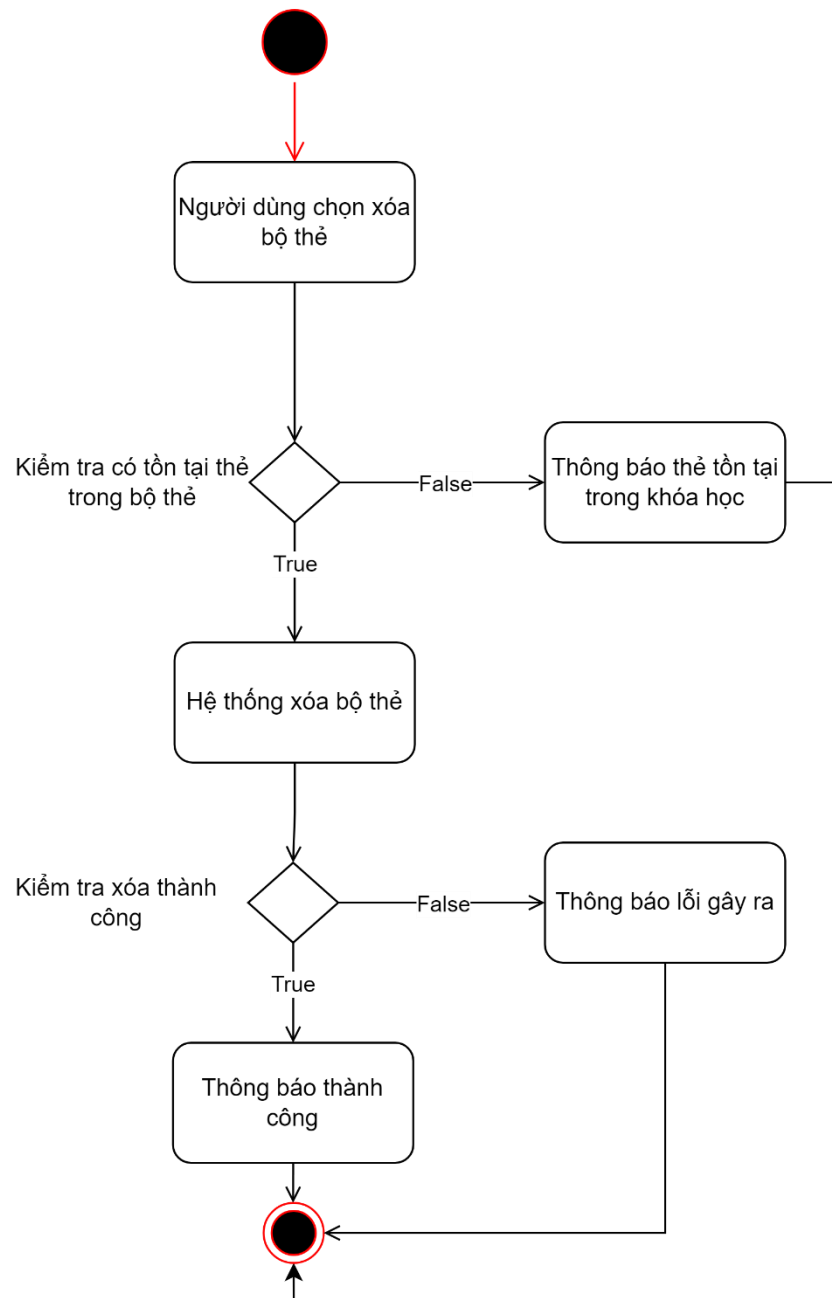 Người dùng chọn xóa
bộ thẻ
Kiểm tra có tồn tại thẻ
trong bộ thẻ
False
Thông báo thẻ tồn tại
trong khóa học
True
Hệ thống xóa bộ thẻ
Kiểm tra xóa thành
công
False
Thông báo lỗi gây ra
True
Thông báo thành
công